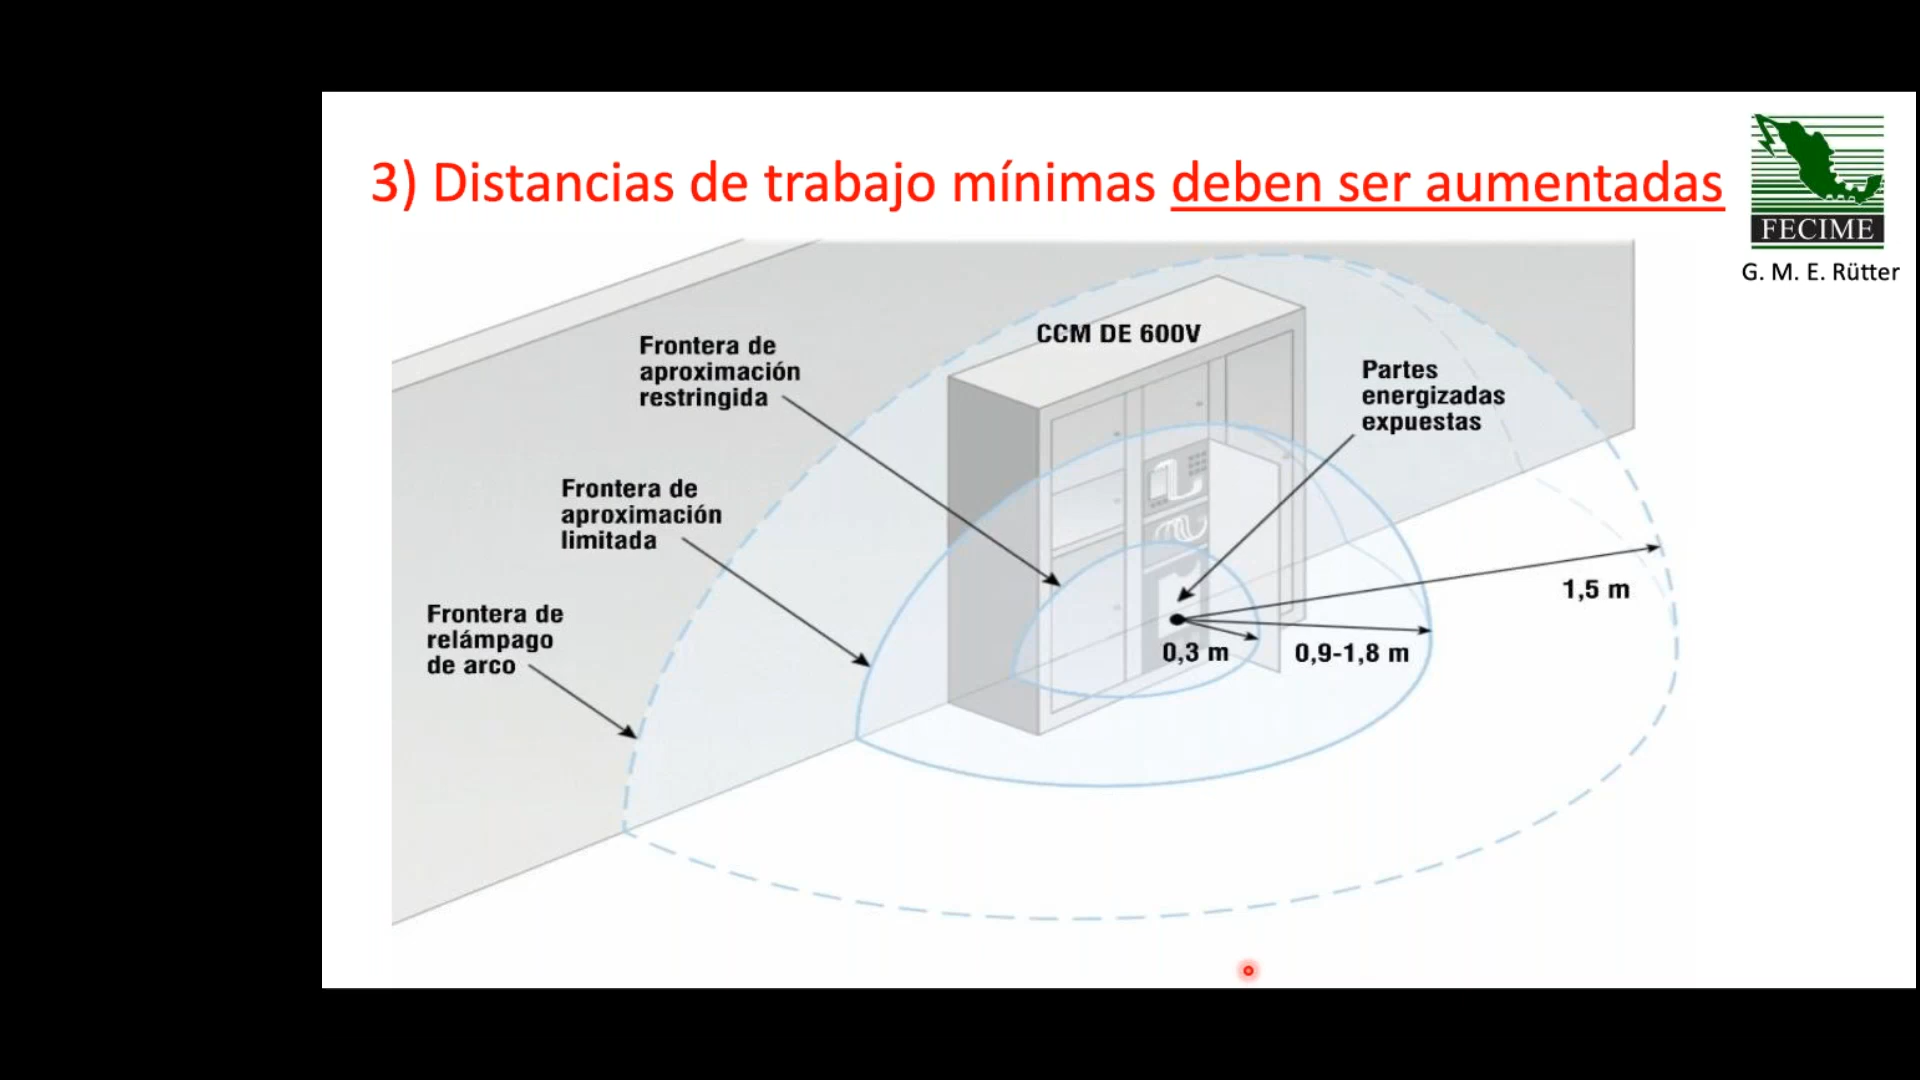 3) Distancias de trabajo mínimas deben ser aumentadas
FECIME
G. M. E. Rütter
CCM DE 600V
Frontera de
aproximación
restringida
Partes
energizadas
expuestas
Frontera de
aproximación
limitada
Frontera de
relámpago
de arco
1,5 m
0,3 m
0,9-1,8 m